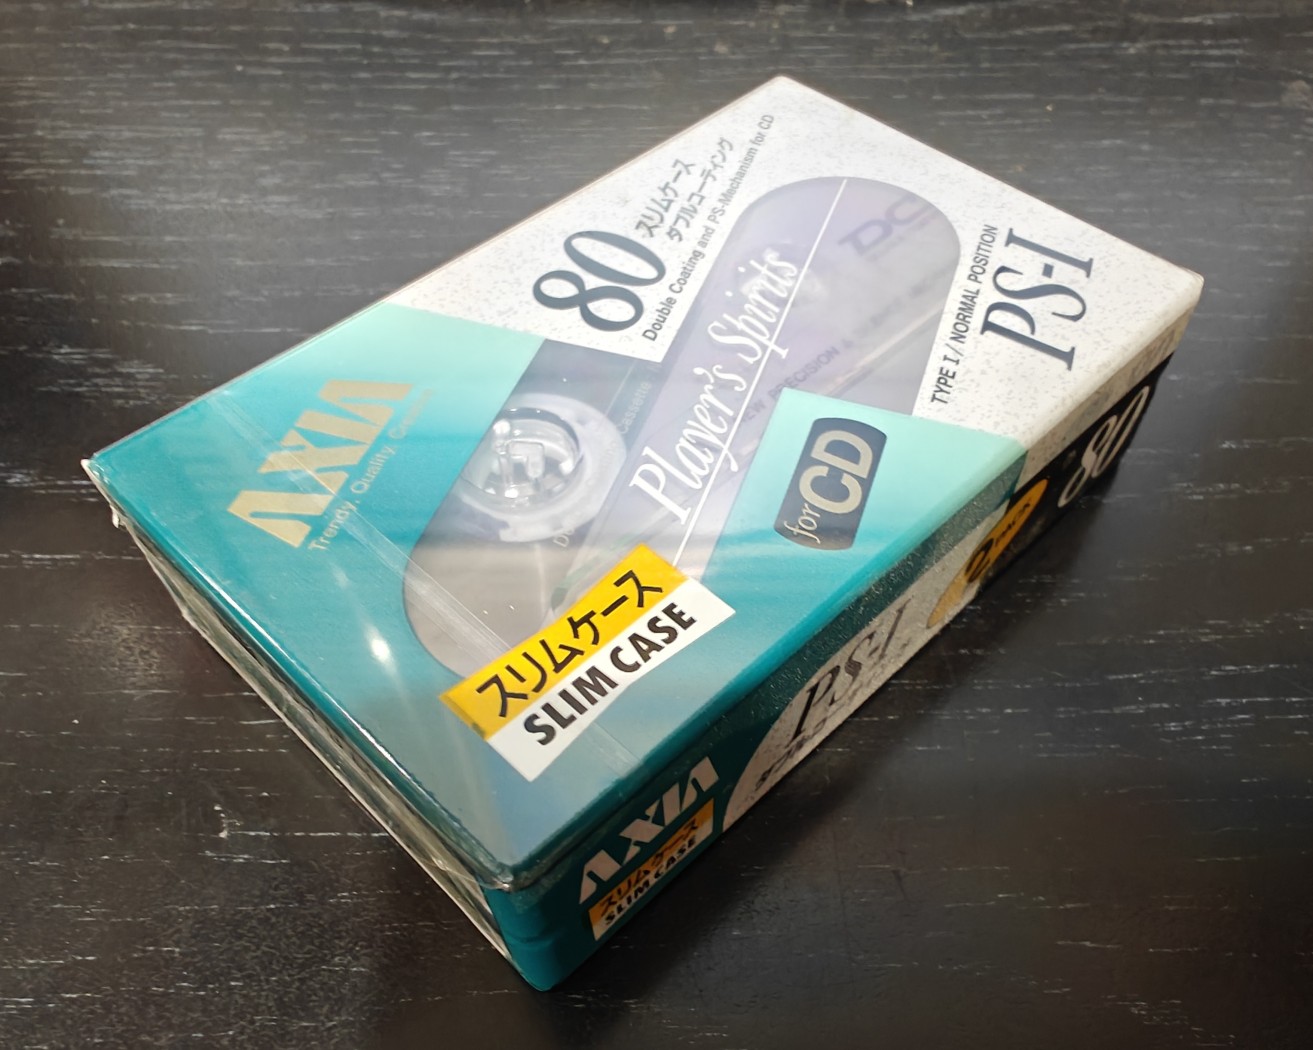 AXIA
Trendy. Quality.
80
スリムケース
ダブルコーティング
Double Coating and PS-Mechanism for CD
Player's Spirits
TYPE I / NORMAL POSITION
PS-I
for CD
スリムケース
SLIM CASE
AXIA
スリムケース
SLIM CASE
PS-I
2 PACK
80